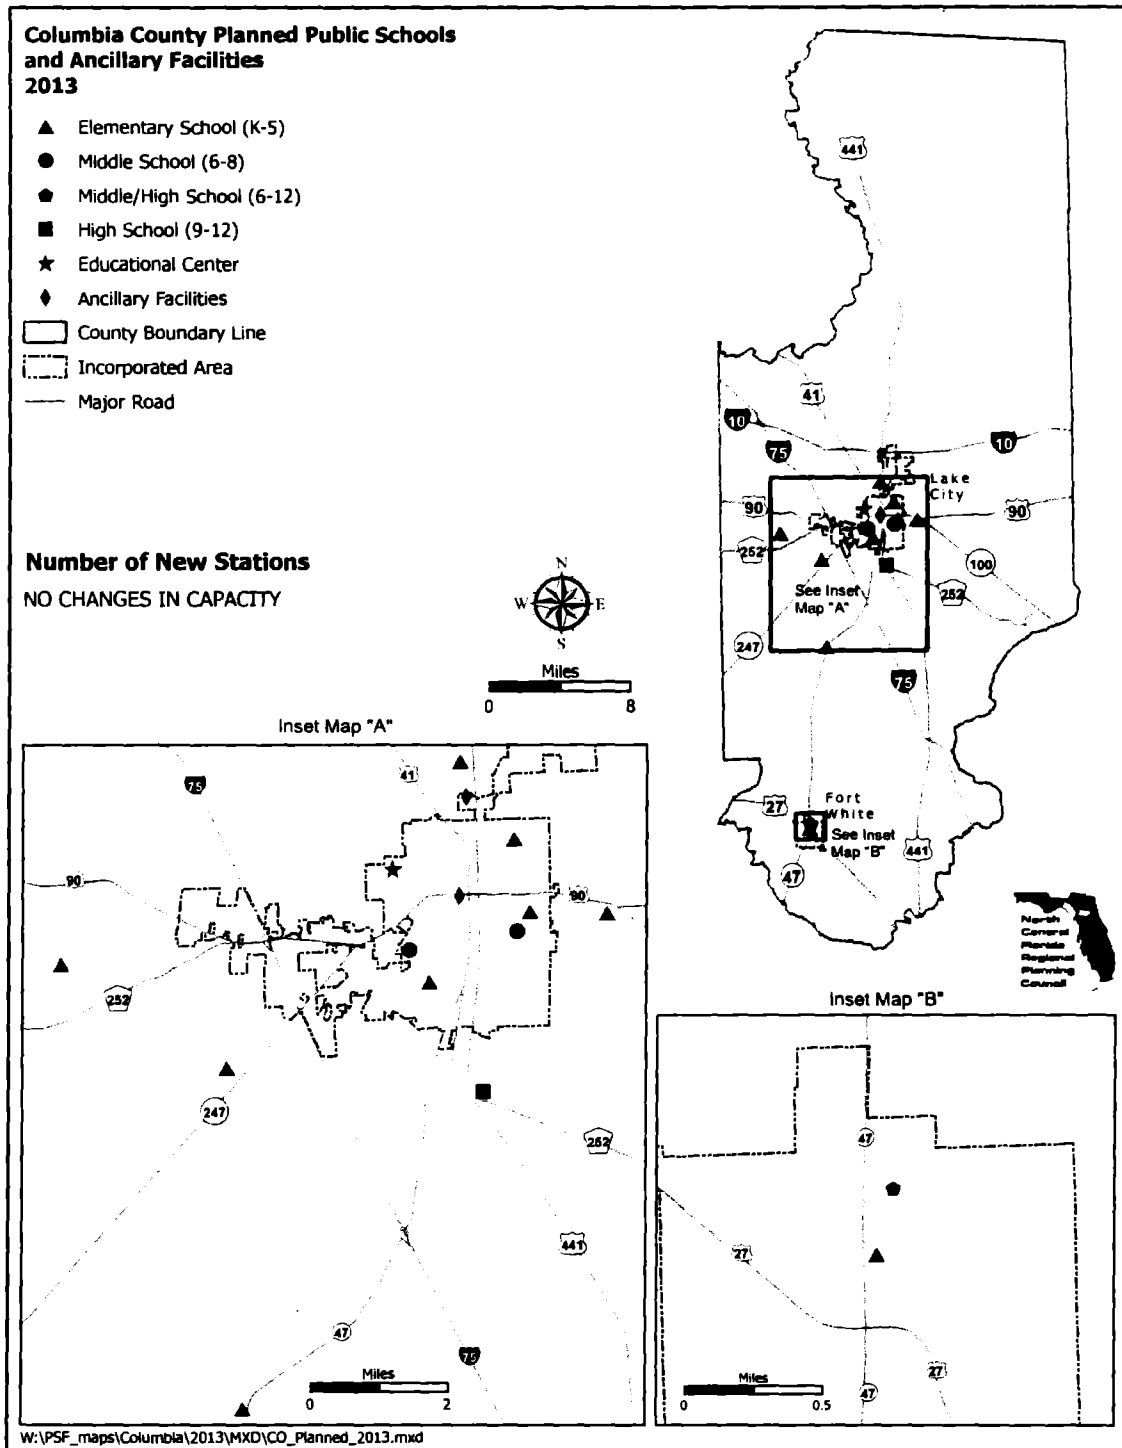 Columbia County Planned Public Schools
and Ancillary Facilities
2013
Elementary School (K-5)
Middle School (6-8)
Middle/High School (6-12)
High School (9-12)
Educational Center
Ancillary Facilities
County Boundary Line
Incorporated Area
Major Road
Number of New Stations
NO CHANGES IN CAPACITY
N
W E
S
Miles
0 8
441
41
10
75
10
Lake
City
90
90
252
100
252
See Inset
Map "A"
247
75
27
Fort
White
See Inset
Map "B"
441
47
North
Central
Florida
Regional
Planning
Council
Inset Map "A"
75
41
90
90
252
247
252
441
47
75
Miles
0 2
Inset Map "B"
47
27
27
47
Miles
0 0.5
W:\PSF_maps\Columbia\2013\MXD\CO_Planned_2013.mxd